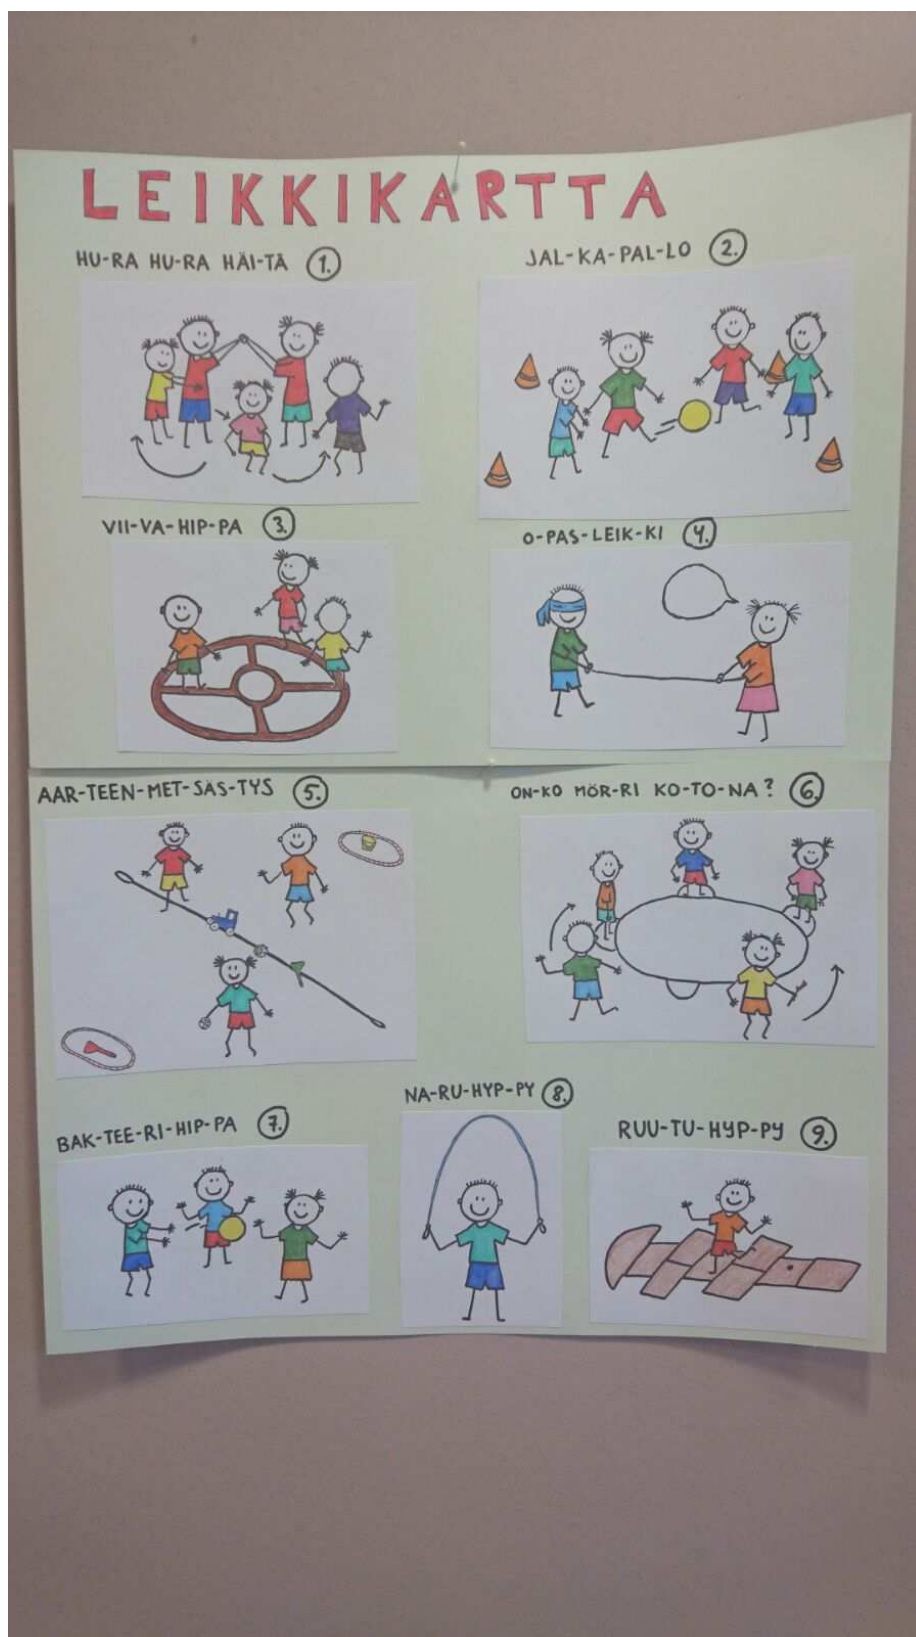 LEIKKIKARTTA
HU-RA HU-RA HÄI-TÄ 1.
JAL-KA-PAL-LO 2.
VII-VA-HIP-PA 3.
O-PAS-LEIK-KI 4.
AAR-TEEN-MET-SÄS-TYS 5.
ON-KO MÖR-RI KO-TO-NA? 6.
BAK-TEE-RI-HIP-PA 7.
NA-RU-HYP-PY 8.
RUU-TU-HYP-PY 9.